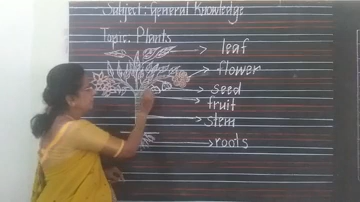 Subject: General Knowledge
Topic: Plants
leaf
flower
seed
fruit
stem
roots